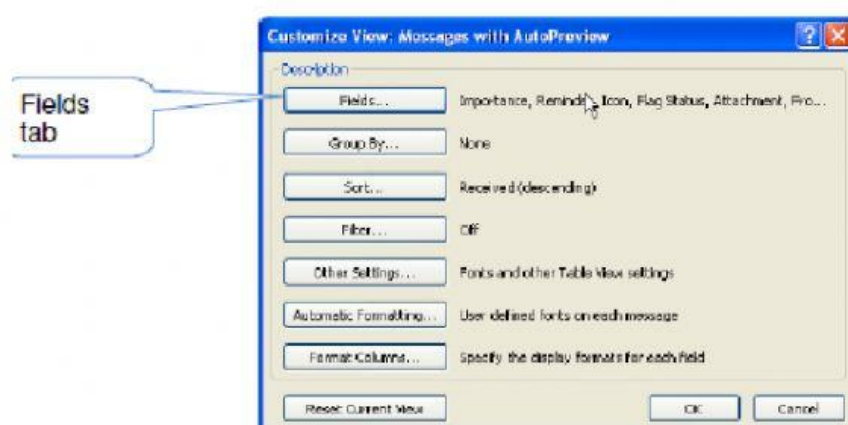 Customize View: Messages with AutoPreview
Description
Fields
tab
Fields... Importance, Reminder, Icon, Flag Status, Attachment, Fro...
Group By... None
Sort... Received (descending)
Filter... Off
Other Settings... Fonts and other Table View settings
Automatic Formatting... User defined fonts on each message
Format Columns... Specify the display formats for each field
Reset Current View OK Cancel